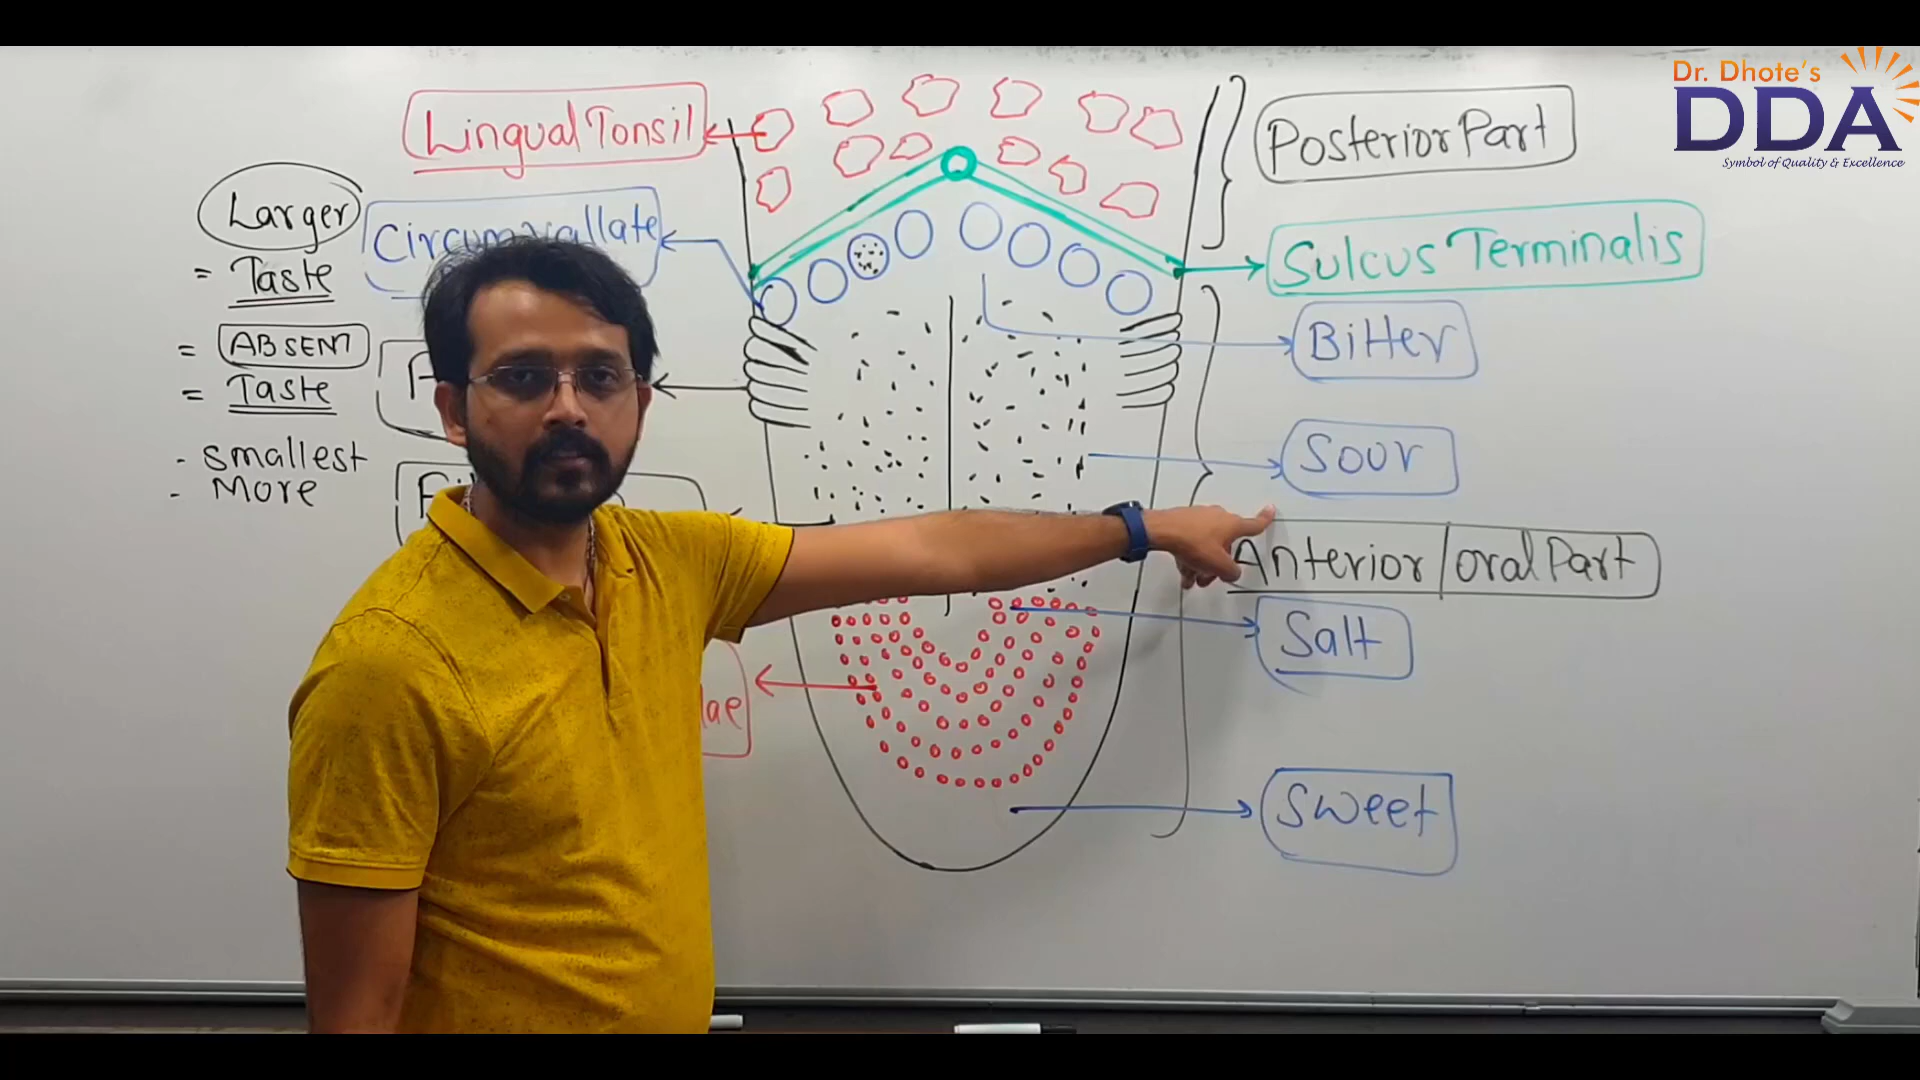 Dr. Dhote's
DDA
Symbol of Quality & Excellence
Lingual Tonsil
Posterior Part
Larger
Circumvallate
Sulcus Terminalis
= Taste
Bitter
= ABSENT
= Taste
Sour
- smallest
- More
Anterior/oral Part
Salt
Sweet